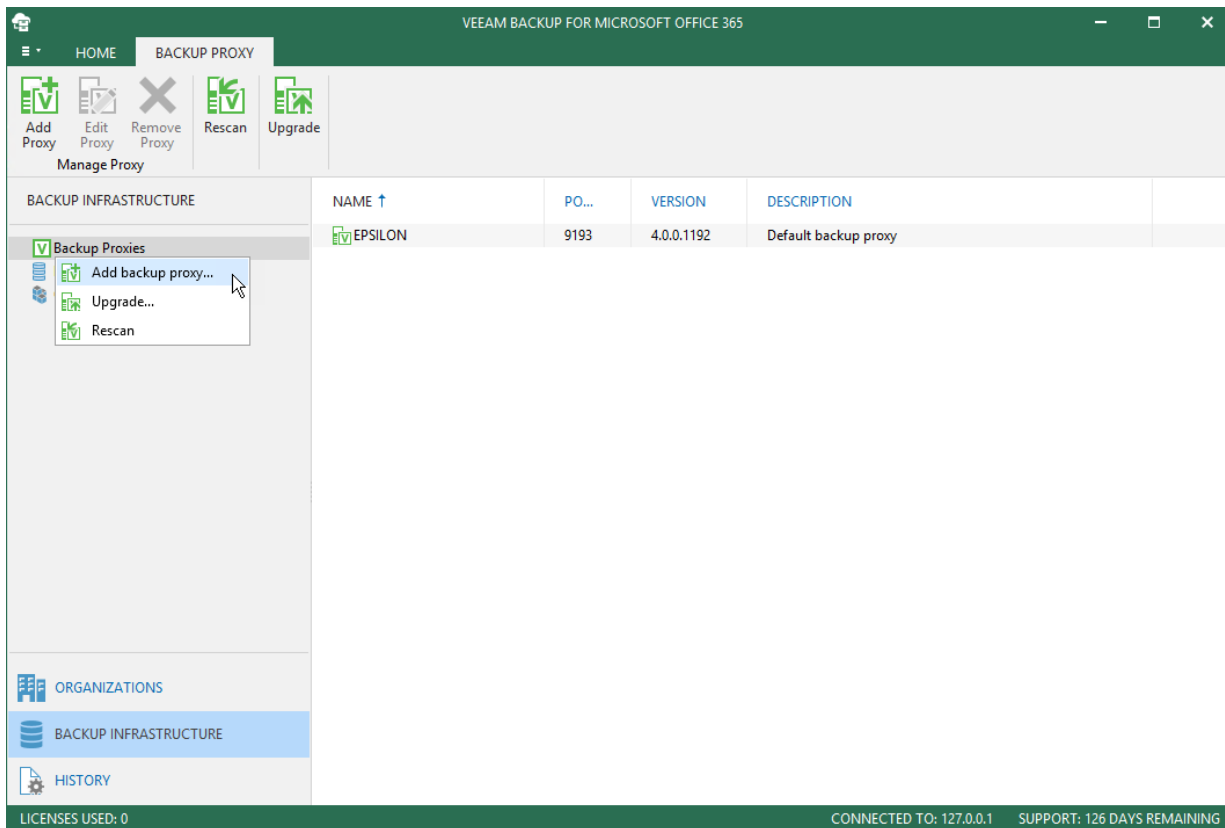 VEEAM BACKUP FOR MICROSOFT OFFICE 365
HOME
BACKUP PROXY
Add Proxy
Edit Proxy
Remove Proxy
Rescan
Upgrade
Manage Proxy
BACKUP INFRASTRUCTURE
Backup Proxies
Add backup proxy...
Upgrade...
Rescan
NAME
PO...
VERSION
DESCRIPTION
EPSILON
9193
4.0.0.1192
Default backup proxy
ORGANIZATIONS
BACKUP INFRASTRUCTURE
HISTORY
LICENSES USED: 0
CONNECTED TO: 127.0.0.1
SUPPORT: 126 DAYS REMAINING